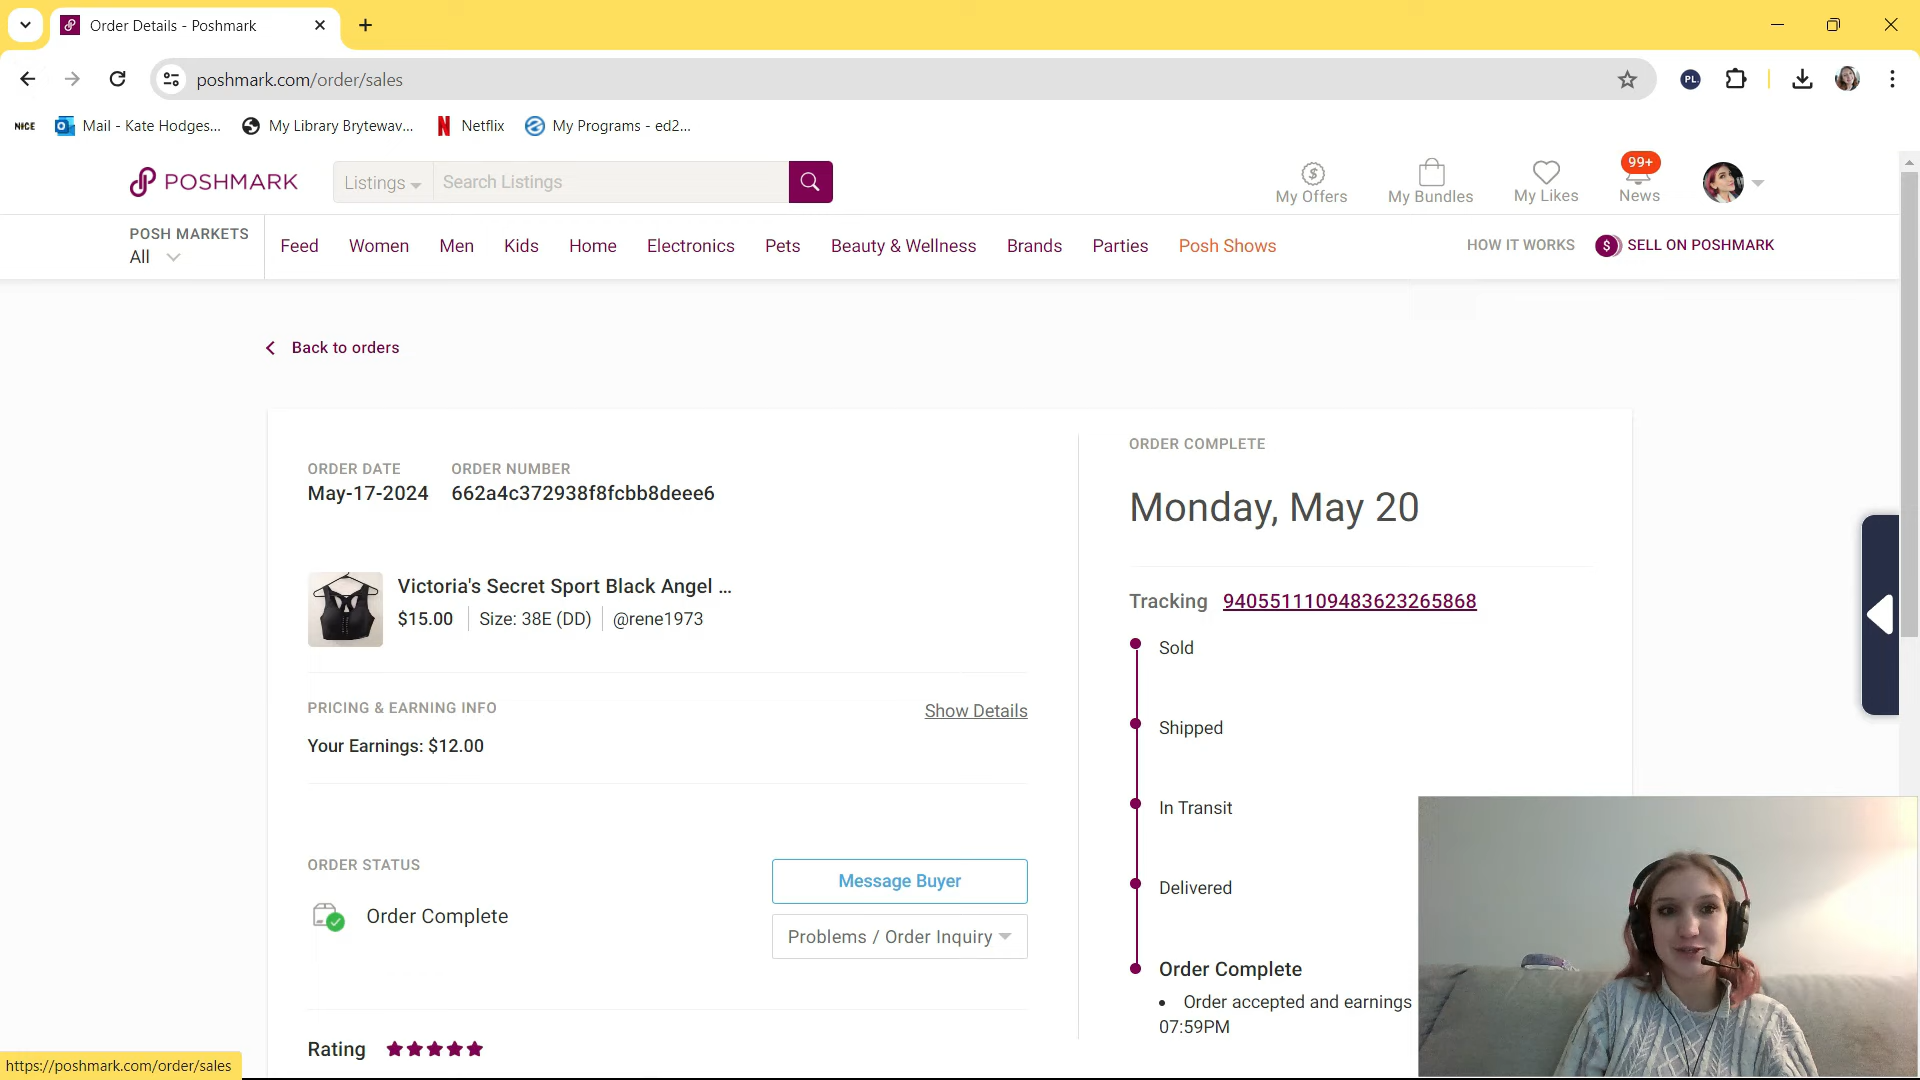 Order Details - Poshmark
poshmark.com/order/sales
PL
NICE
Mail - Kate Hodges...
My Library Brytewav...
Netflix
My Programs - ed2...
POSHMARK
Listings
Search Listings
My Offers
My Bundles
My Likes
99+
News
POSH MARKETS
All
Feed
Women
Men
Kids
Home
Electronics
Pets
Beauty & Wellness
Brands
Parties
Posh Shows
HOW IT WORKS
SELL ON POSHMARK
Back to orders
ORDER DATE
May-17-2024
ORDER NUMBER
662a4c372938f8fcbb8deee6
Victoria's Secret Sport Black Angel ...
$15.00
Size: 38E (DD)
@rene1973
PRICING & EARNING INFO
Show Details
Your Earnings: $12.00
ORDER STATUS
Order Complete
Message Buyer
Problems / Order Inquiry
Rating
ORDER COMPLETE
Monday, May 20
Tracking 9405511109483623265868
Sold
Shipped
In Transit
Delivered
Order Complete
Order accepted and earnings
07:59PM
https://poshmark.com/order/sales